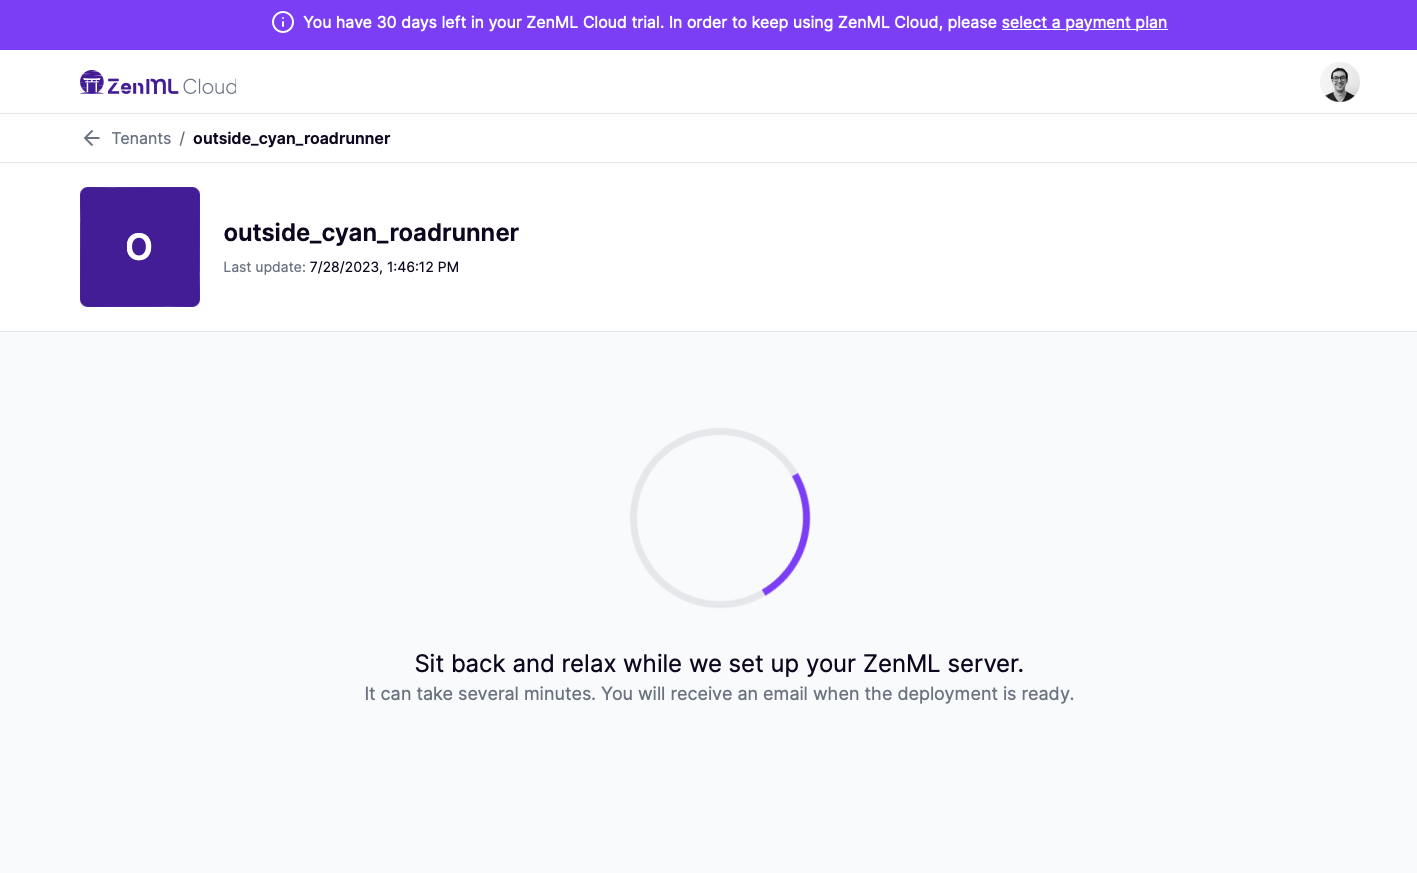 You have 30 days left in your ZenML Cloud trial. In order to keep using ZenML Cloud, please select a payment plan
ZenML Cloud
Tenants / outside_cyan_roadrunner
O
outside_cyan_roadrunner
Last update: 7/28/2023, 1:46:12 PM
Sit back and relax while we set up your ZenML server.
It can take several minutes. You will receive an email when the deployment is ready.